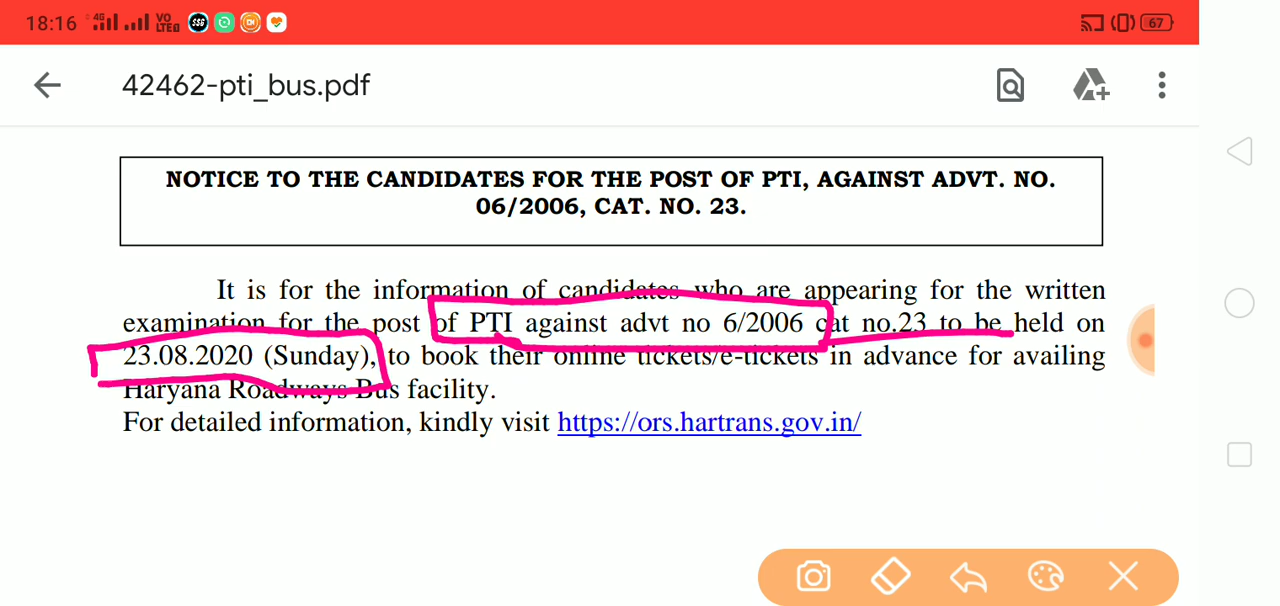 18:16 4G VO LTE 67
42462-pti_bus.pdf
NOTICE TO THE CANDIDATES FOR THE POST OF PTI, AGAINST ADVT. NO.
06/2006, CAT. NO. 23.
It is for the information of candidates who are appearing for the written
examination for the post of PTI against advt no 6/2006 cat no.23 to be held on
23.08.2020 (Sunday), to book their online tickets/e-tickets in advance for availing
Haryana Roadways Bus facility.
For detailed information, kindly visit https://ors.hartrans.gov.in/